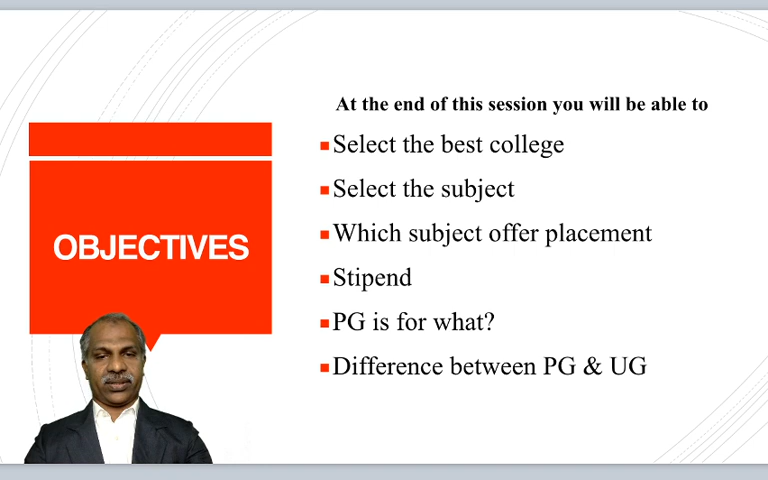 At the end of this session you will be able to
OBJECTIVES
Select the best college
Select the subject
Which subject offer placement
Stipend
PG is for what?
Difference between PG & UG